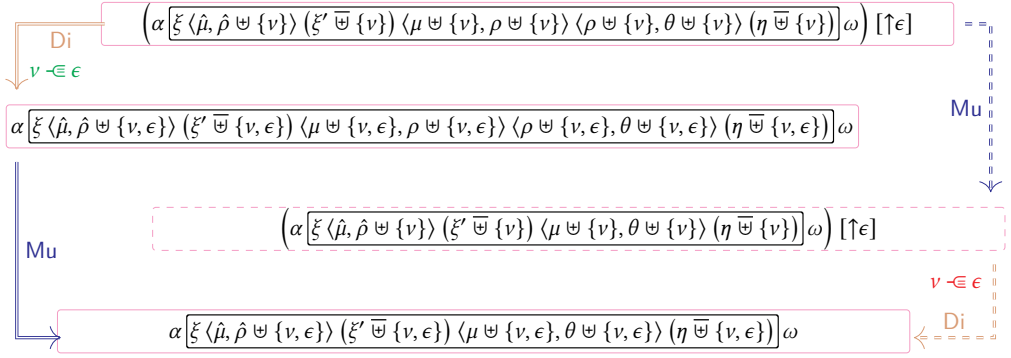 (α ξ ⟨μ̂, ρ̂ ⊎ {ν}⟩ (ξ′ ⊎̅ {ν}) ⟨μ ⊎ {ν}, ρ ⊎ {ν}⟩ ⟨ρ ⊎ {ν}, θ ⊎ {ν}⟩ (η ⊎̅ {ν}) ω) [↑ϵ]
Di
ν -⋲ ϵ
Mu
α ξ ⟨μ̂, ρ̂ ⊎ {ν, ϵ}⟩ (ξ′ ⊎̅ {ν, ϵ}) ⟨μ ⊎ {ν, ϵ}, ρ ⊎ {ν, ϵ}⟩ ⟨ρ ⊎ {ν, ϵ}, θ ⊎ {ν, ϵ}⟩ (η ⊎̅ {ν, ϵ}) ω
(α ξ ⟨μ̂, ρ̂ ⊎ {ν}⟩ (ξ′ ⊎̅ {ν}) ⟨μ ⊎ {ν}, θ ⊎ {ν}⟩ (η ⊎̅ {ν}) ω) [↑ϵ]
Mu
ν -⋲ ϵ
Di
α ξ ⟨μ̂, ρ̂ ⊎ {ν, ϵ}⟩ (ξ′ ⊎̅ {ν, ϵ}) ⟨μ ⊎ {ν, ϵ}, θ ⊎ {ν, ϵ}⟩ (η ⊎̅ {ν, ϵ}) ω